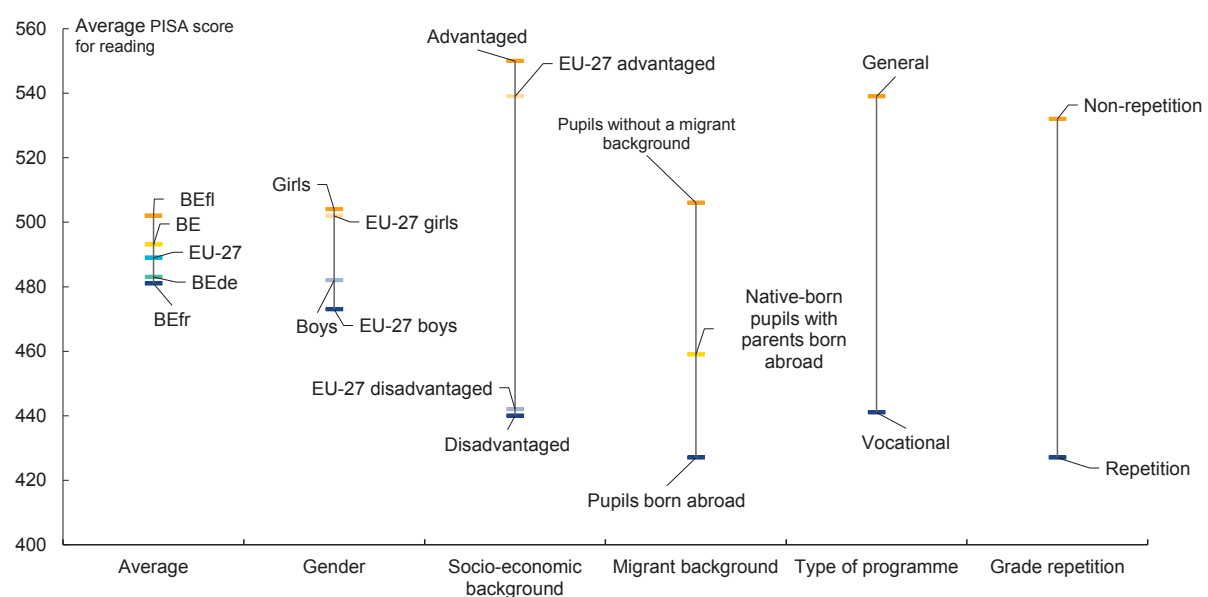 Average PISA score
for reading
560
540
520
500
480
460
440
420
400
BEfl
BE
EU-27
BEde
BEfr
Girls
EU-27 girls
Boys
EU-27 boys
Advantaged
EU-27 advantaged
EU-27 disadvantaged
Disadvantaged
Pupils without a migrant
background
Native-born
pupils with
parents born
abroad
Pupils born abroad
General
Vocational
Non-repetition
Repetition
Average
Gender
Socio-economic
background
Migrant background
Type of programme
Grade repetition